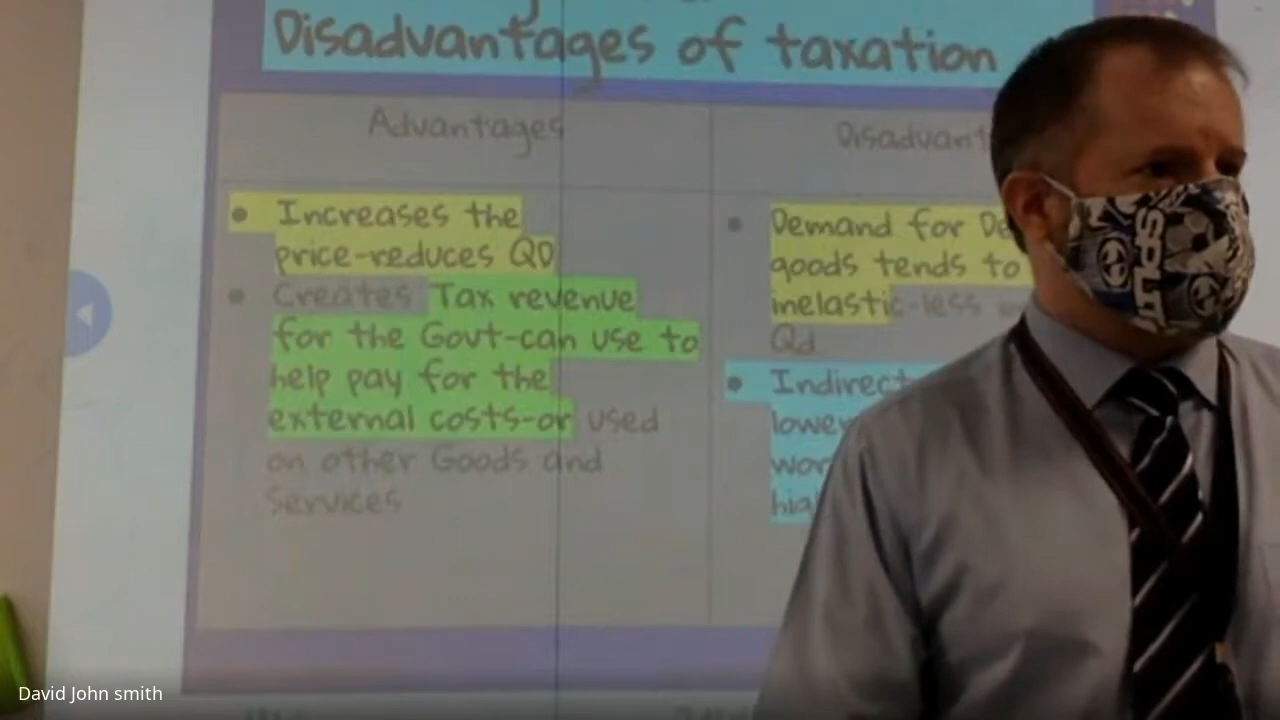 Disadvantages of taxation
Advantages
Increases the
price-reduces QD
Creates Tax revenue
for the Govt-can use to
help pay for the
external costs-or used
on other Goods and
Services
Demand for
goods tends to
inelastic-less
Qd
SPLIT
David John smith